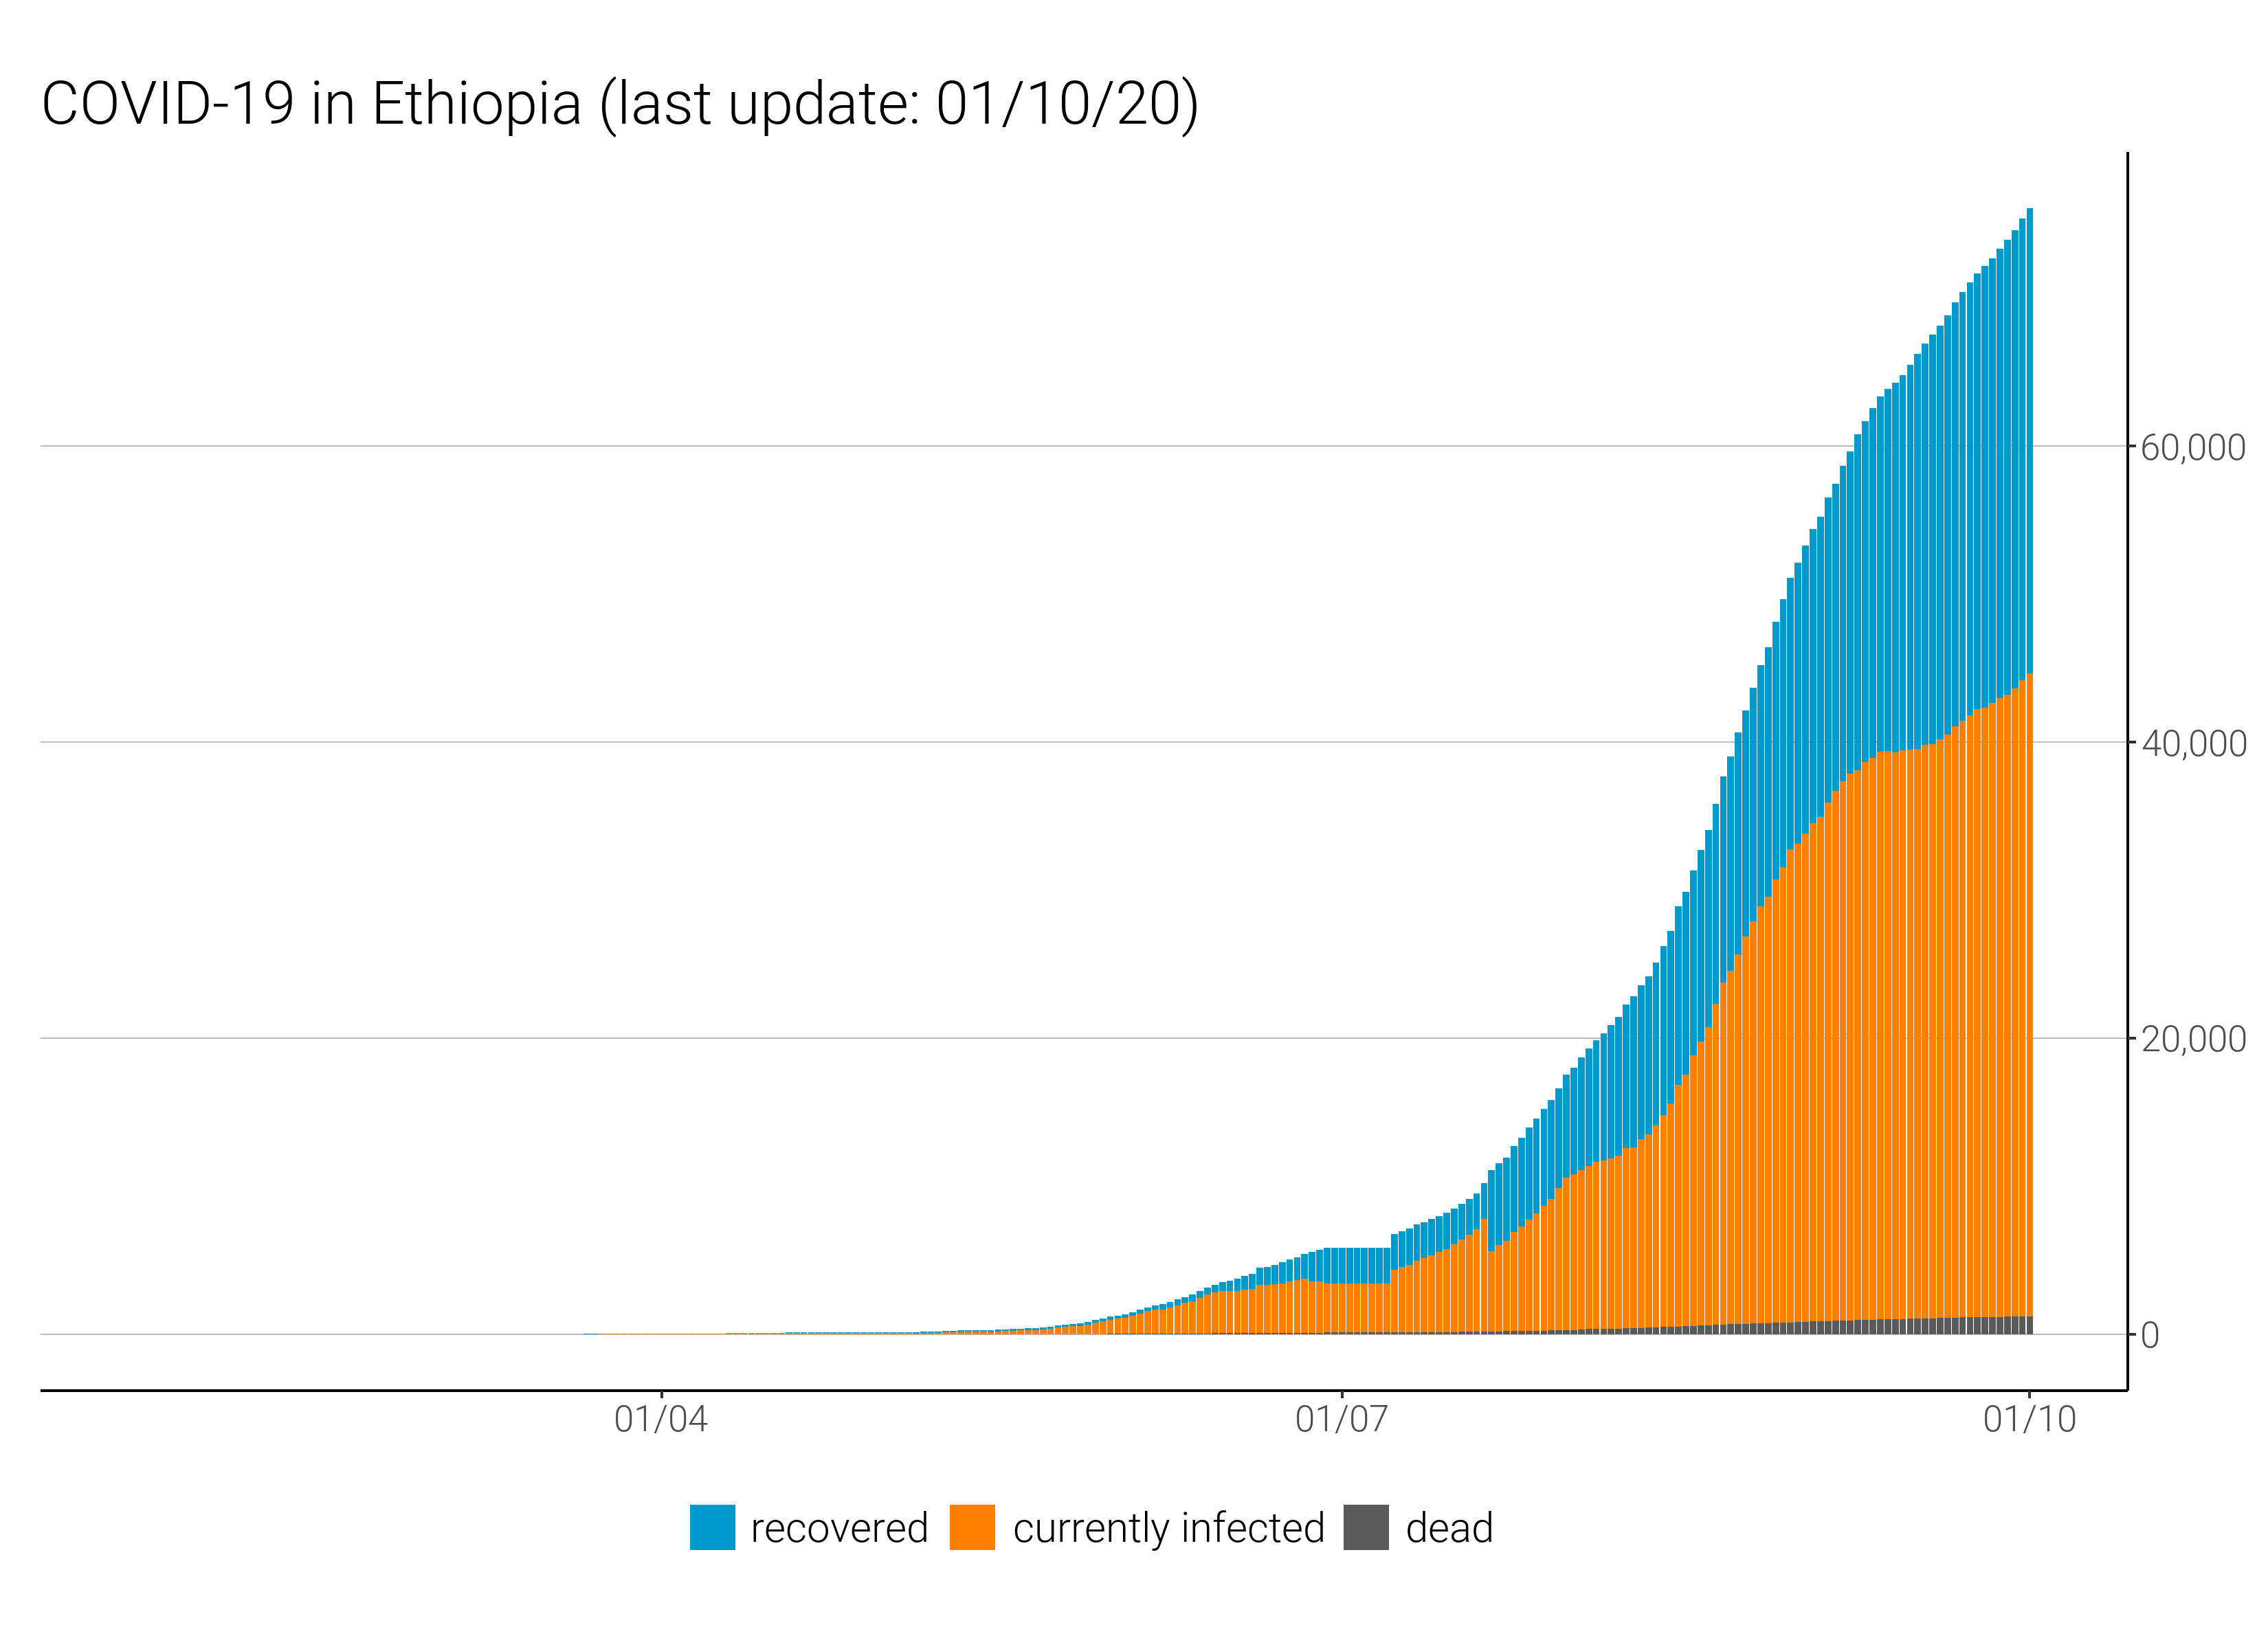 COVID-19 in Ethiopia (last update: 01/10/20)
60,000
40,000
20,000
0
01/04 01/07 01/10
recovered currently infected dead